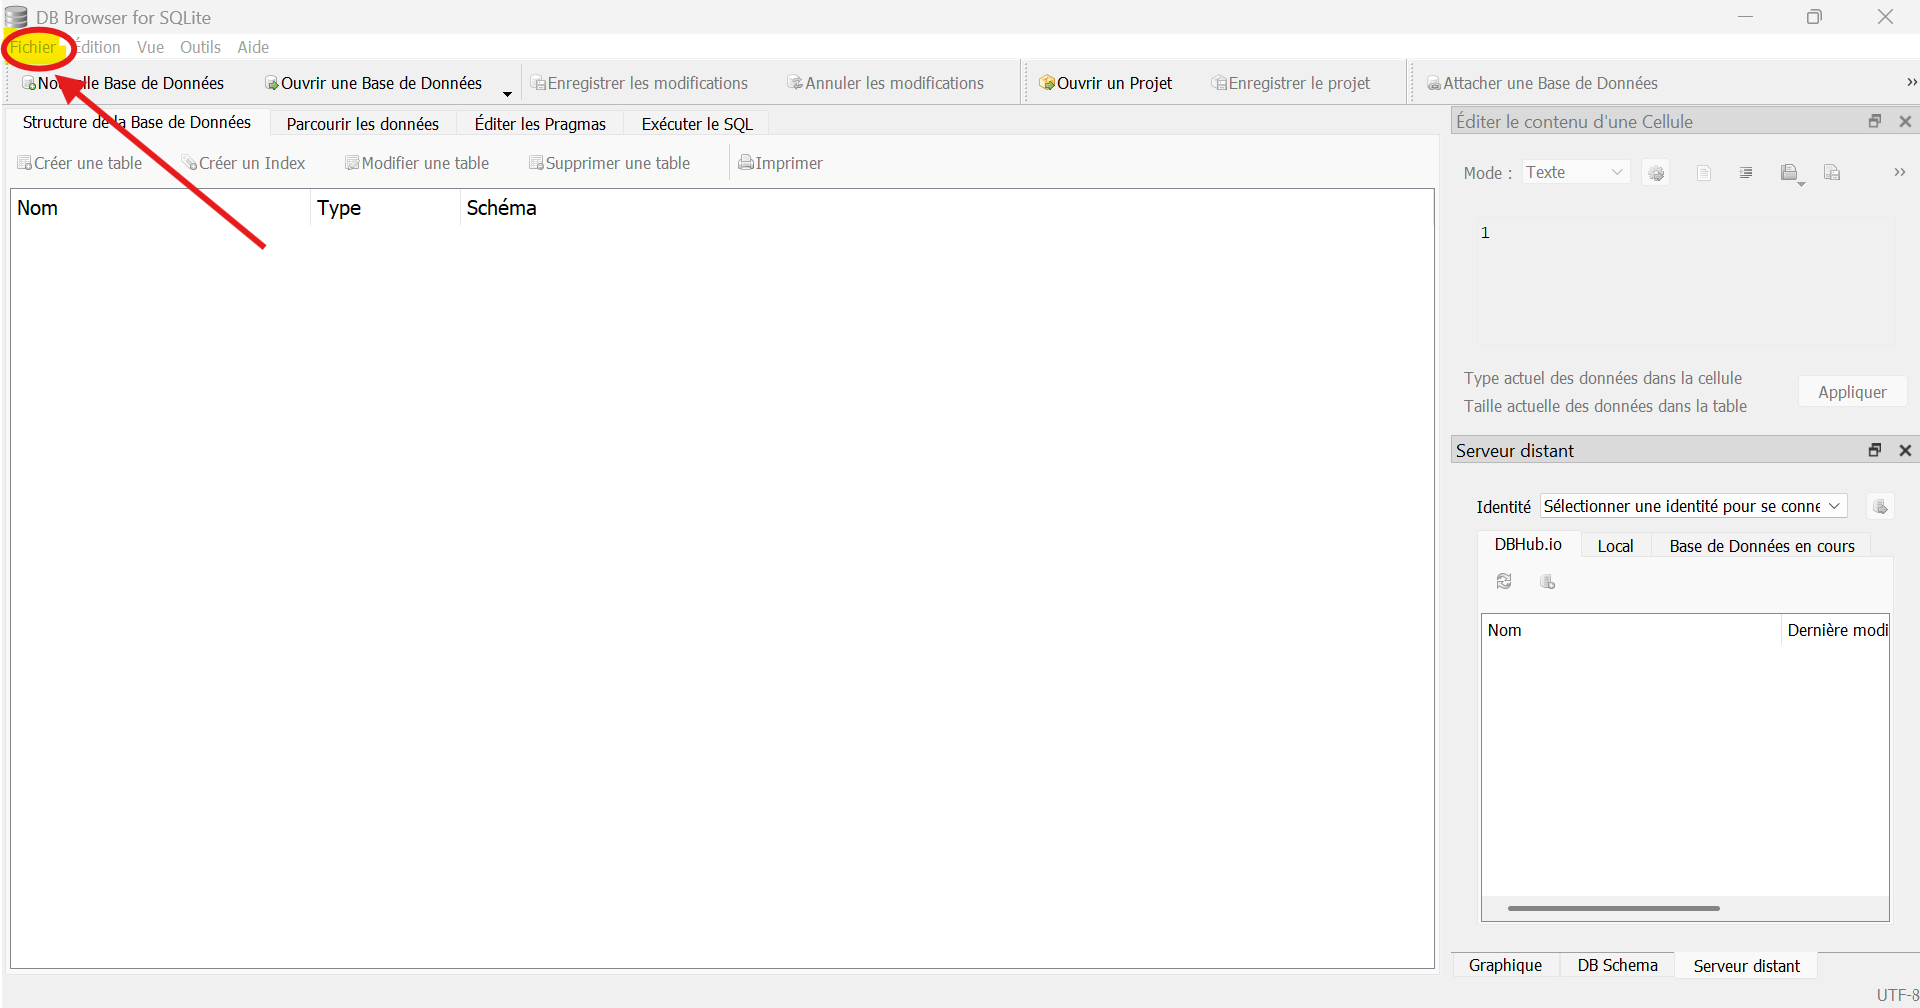 DB Browser for SQLite
Fichier Édition Vue Outils Aide
Nouvelle Base de Données Ouvrir une Base de Données Enregistrer les modifications Annuler les modifications Ouvrir un Projet Enregistrer le projet Attacher une Base de Données »
Structure de la Base de Données Parcourir les données Éditer les Pragmas Exécuter le SQL
Créer une table Créer un Index Modifier une table Supprimer une table Imprimer
Nom Type Schéma
Éditer le contenu d'une Cellule
Mode : Texte »
1
Type actuel des données dans la cellule
Taille actuelle des données dans la table
Appliquer
Serveur distant
Identité Sélectionner une identité pour se conne
DBHub.io Local Base de Données en cours
Nom Dernière modi
Graphique DB Schema Serveur distant
UTF-8